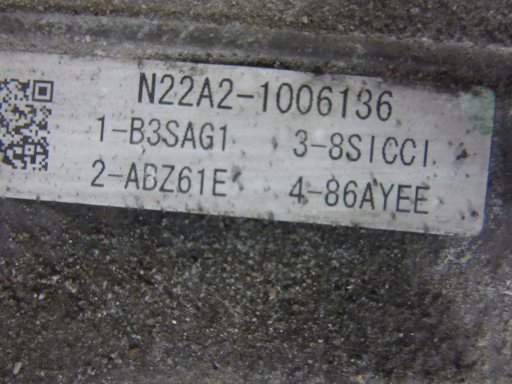 N22A2-1006136
1-B3SAG1 3-8SICCI
2-ABZ61E 4-86AYEE